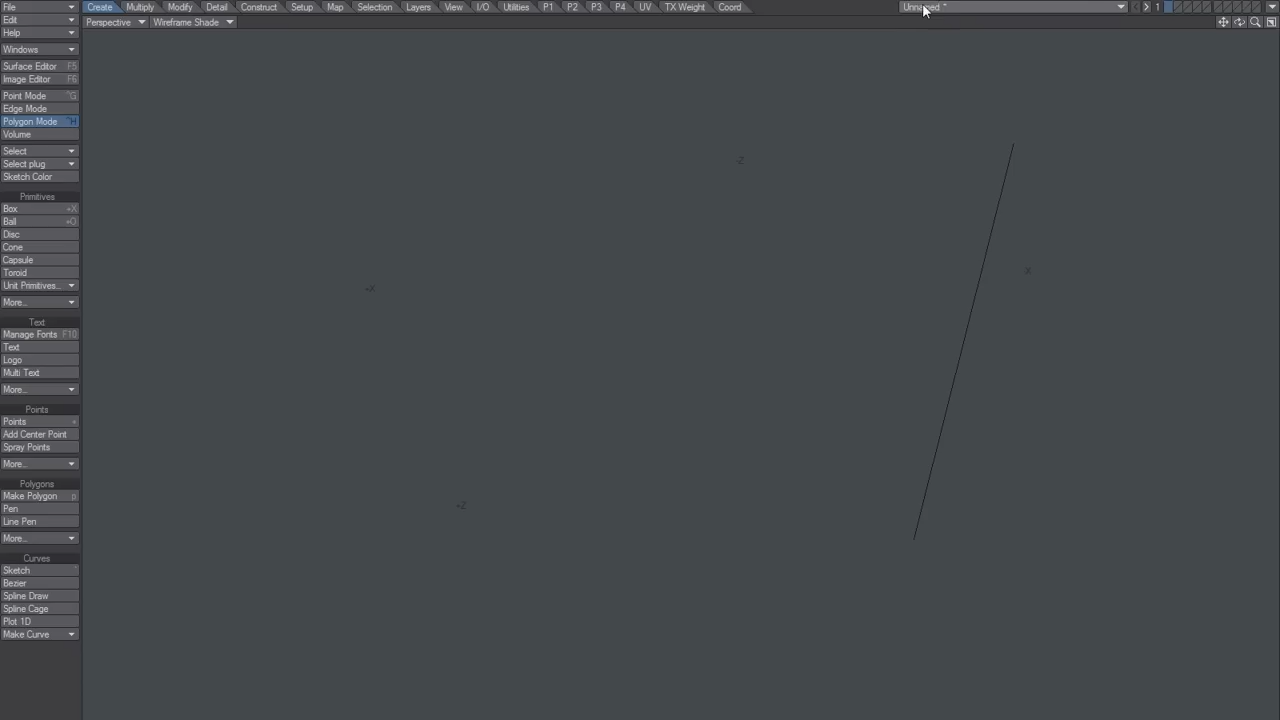 File Create Multiply Modify Detail Construct Setup Map Selection Layers View I/O Utilities P1 P2 P3 P4 UV TX Weight Coord Unnamed * 1
Edit Perspective Wireframe Shade
Help
Windows
Surface Editor F5
Image Editor F6
Point Mode ^G
Edge Mode
Polygon Mode ^H
Volume
Select
Select plug
Sketch Color
Primitives
Box +X
Ball +O
Disc
Cone
Capsule
Toroid
Unit Primitives...
More...
Text
Manage Fonts F10
Text
Logo
Multi Text
More...
Points
Points +
Add Center Point
Spray Points
More...
Polygons
Make Polygon p
Pen
Line Pen
More...
Curves
Sketch
Bezier
Spline Draw
Spline Cage
Plot 1D
Make Curve
-Z
-X
+X
+Z